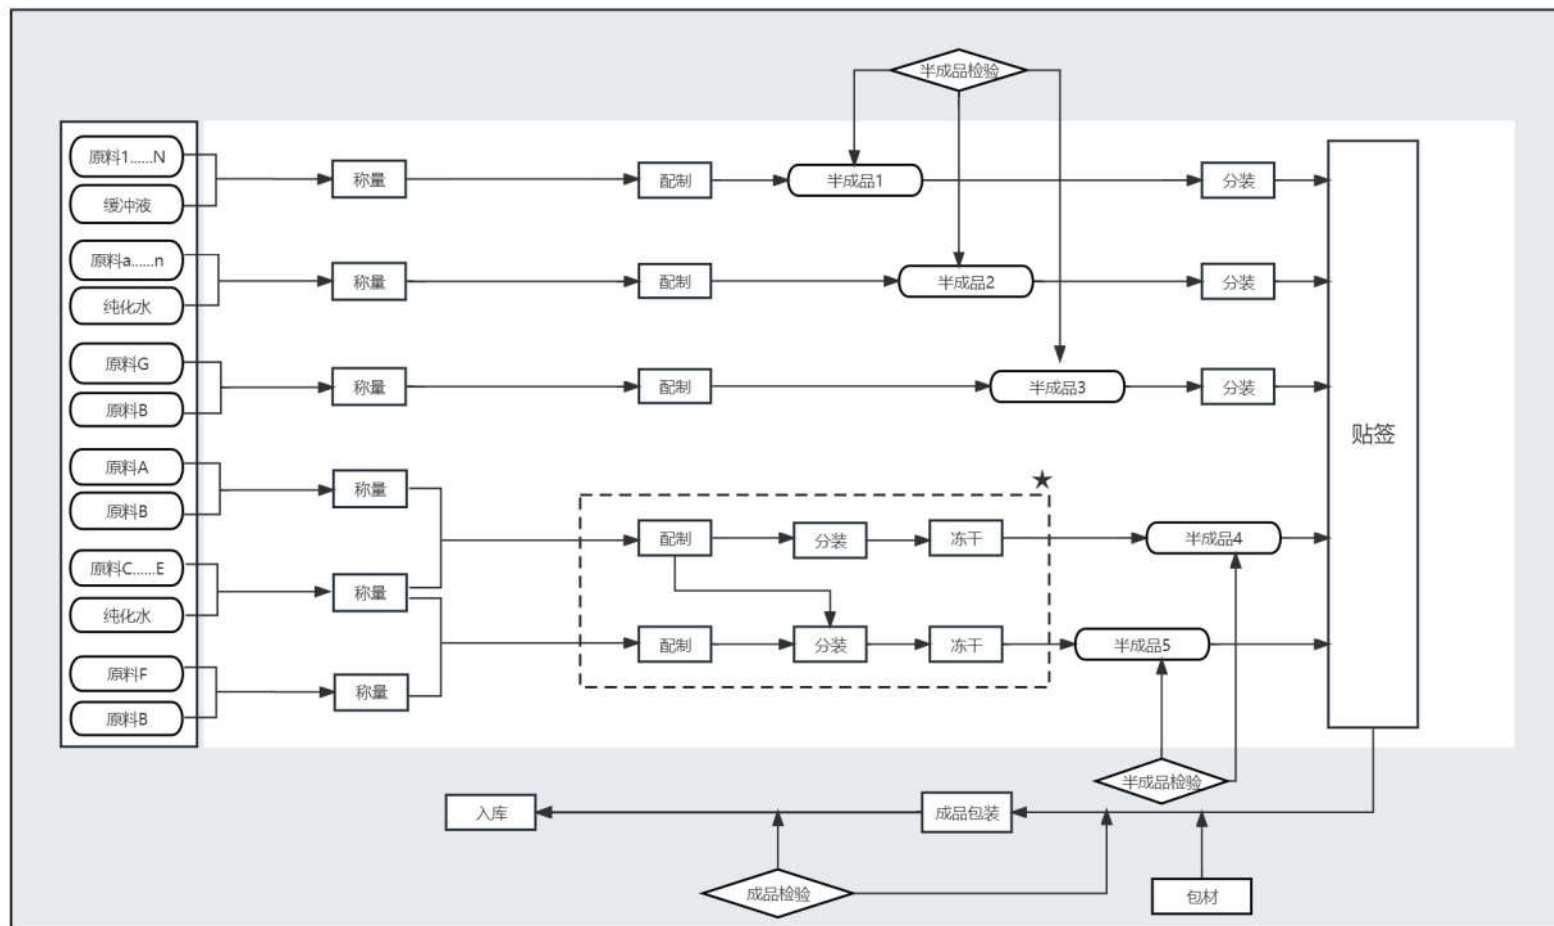 半成品检验
原料1......N
缓冲液
称量
配制
半成品1
分装
原料a......n
纯化水
称量
配制
半成品2
分装
原料G
原料B
称量
配制
半成品3
分装
贴签
原料A
原料B
称量
配制
分装
冻干
半成品4
原料C......E
纯化水
称量
配制
分装
冻干
半成品5
原料F
原料B
称量
半成品检验
入库
成品包装
成品检验
包材